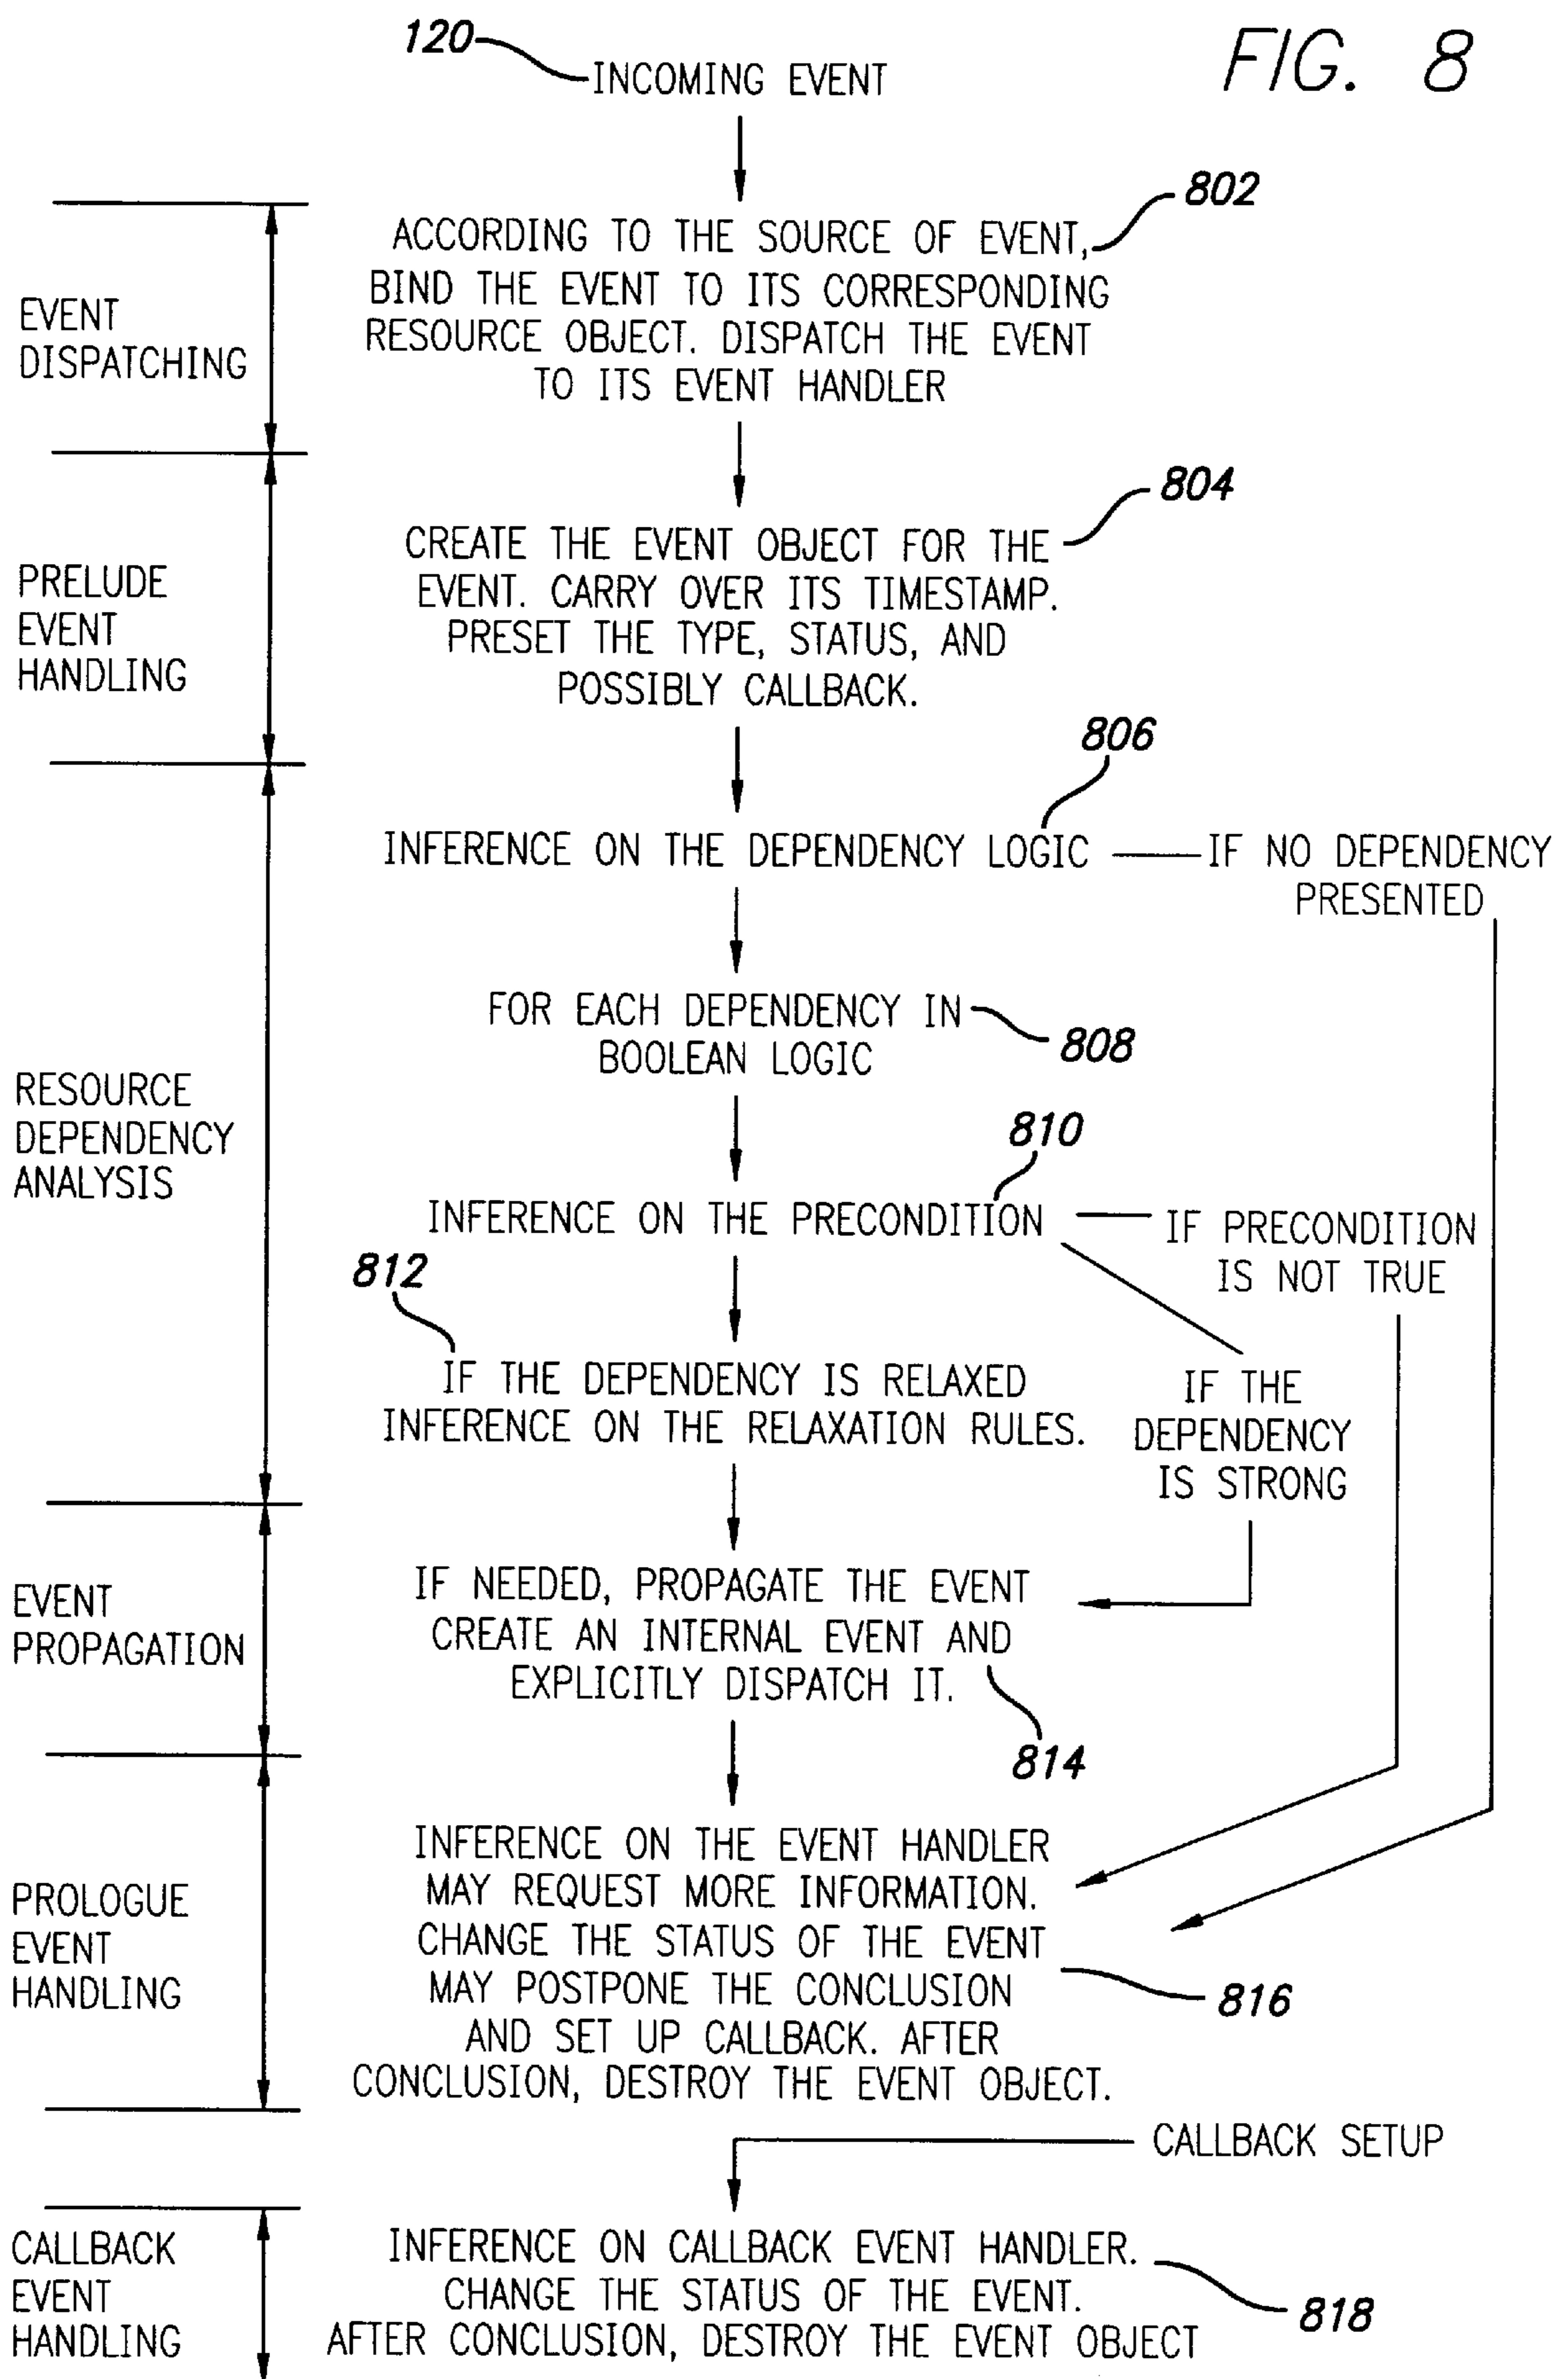 120
INCOMING EVENT
FIG. 8
802
EVENT
DISPATCHING
ACCORDING TO THE SOURCE OF EVENT,
BIND THE EVENT TO ITS CORRESPONDING
RESOURCE OBJECT. DISPATCH THE EVENT
TO ITS EVENT HANDLER
804
PRELUDE
EVENT
HANDLING
CREATE THE EVENT OBJECT FOR THE
EVENT. CARRY OVER ITS TIMESTAMP.
PRESET THE TYPE, STATUS, AND
POSSIBLY CALLBACK.
806
INFERENCE ON THE DEPENDENCY LOGIC
IF NO DEPENDENCY
PRESENTED
RESOURCE
DEPENDENCY
ANALYSIS
FOR EACH DEPENDENCY IN
BOOLEAN LOGIC
808
810
INFERENCE ON THE PRECONDITION
IF PRECONDITION
IS NOT TRUE
812
IF THE DEPENDENCY IS RELAXED
INFERENCE ON THE RELAXATION RULES.
IF THE
DEPENDENCY
IS STRONG
EVENT
PROPAGATION
IF NEEDED, PROPAGATE THE EVENT
CREATE AN INTERNAL EVENT AND
EXPLICITLY DISPATCH IT.
814
PROLOGUE
EVENT
HANDLING
INFERENCE ON THE EVENT HANDLER
MAY REQUEST MORE INFORMATION.
CHANGE THE STATUS OF THE EVENT
MAY POSTPONE THE CONCLUSION
AND SET UP CALLBACK. AFTER
CONCLUSION, DESTROY THE EVENT OBJECT.
816
CALLBACK SETUP
CALLBACK
EVENT
HANDLING
INFERENCE ON CALLBACK EVENT HANDLER.
CHANGE THE STATUS OF THE EVENT.
AFTER CONCLUSION, DESTROY THE EVENT OBJECT
818